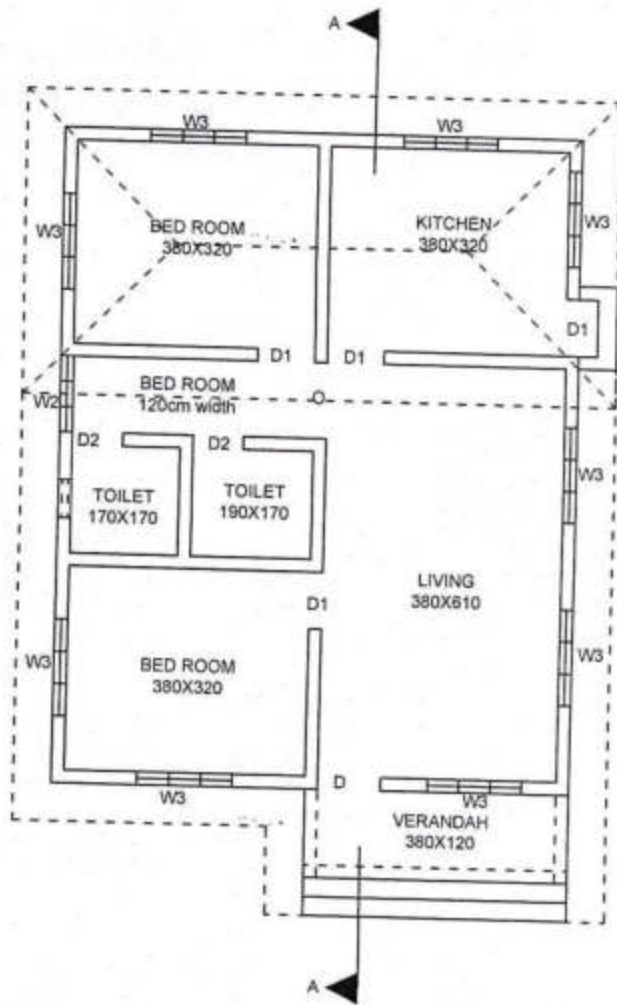 A
W3
W3
BED ROOM
380X320
KITCHEN
380X320
W3
W3
D1
D1
D1
BED ROOM
120cm width
W2
D2
D2
TOILET
170X170
TOILET
190X170
W3
LIVING
380X610
D1
BED ROOM
380X320
W3
W3
D
W3
W3
VERANDAH
380X120
A